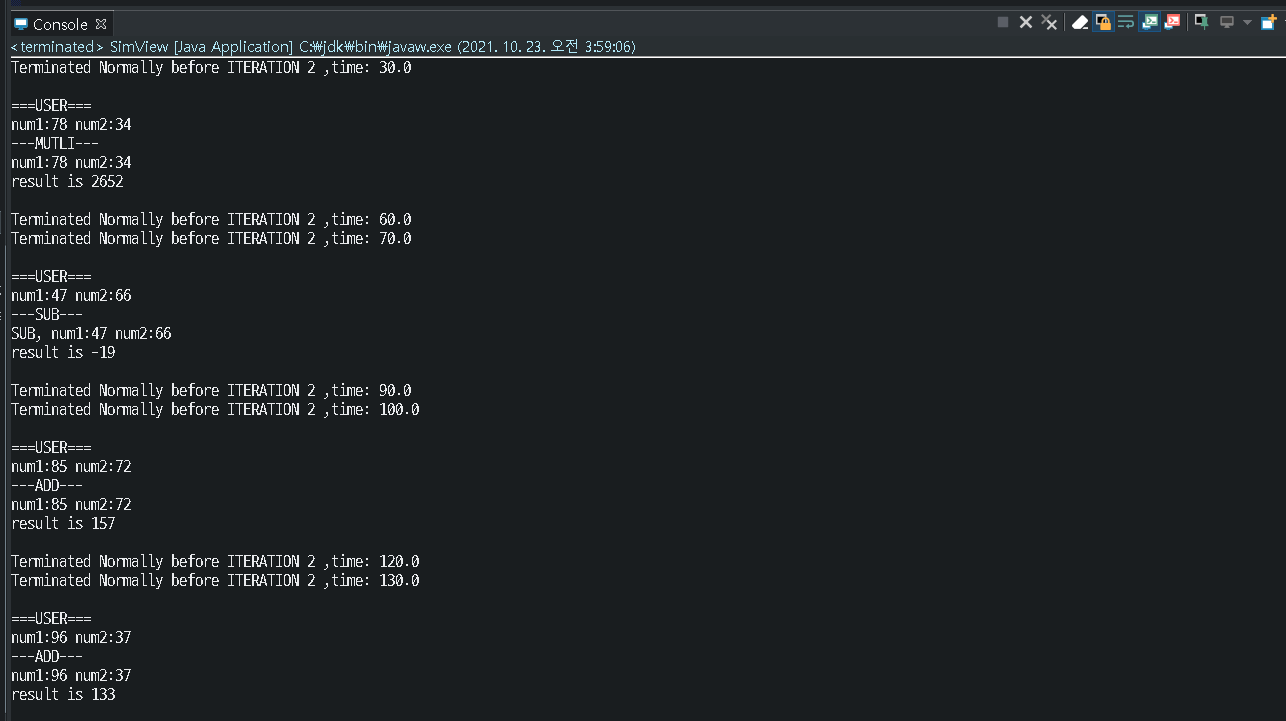 Console
<terminated> SimView [Java Application] C:₩jdk₩bin₩javaw.exe (2021. 10. 23. 오전 3:59:06)
Terminated Normally before ITERATION 2 ,time: 30.0
===USER===
num1:78 num2:34
---MUTLI---
num1:78 num2:34
result is 2652
Terminated Normally before ITERATION 2 ,time: 60.0
Terminated Normally before ITERATION 2 ,time: 70.0
===USER===
num1:47 num2:66
---SUB---
SUB, num1:47 num2:66
result is -19
Terminated Normally before ITERATION 2 ,time: 90.0
Terminated Normally before ITERATION 2 ,time: 100.0
===USER===
num1:85 num2:72
---ADD---
num1:85 num2:72
result is 157
Terminated Normally before ITERATION 2 ,time: 120.0
Terminated Normally before ITERATION 2 ,time: 130.0
===USER===
num1:96 num2:37
---ADD---
num1:96 num2:37
result is 133